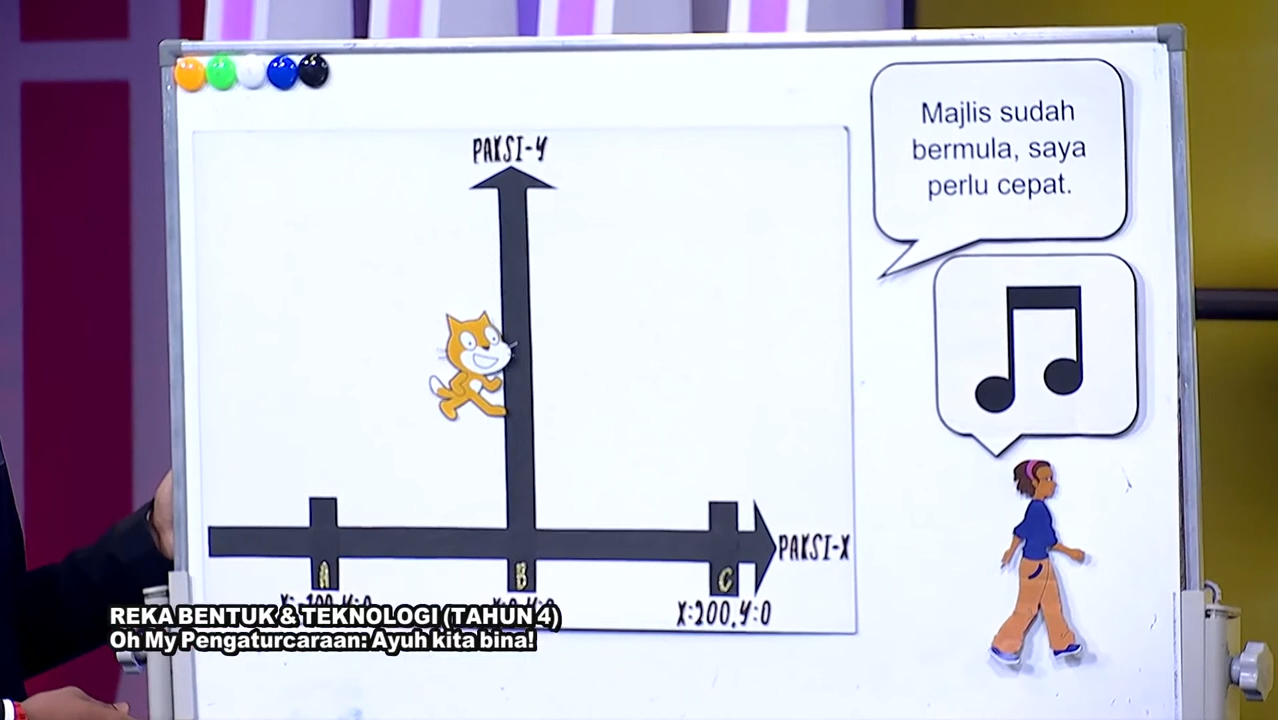 Majlis sudah
bermula, saya
perlu cepat.
PAKSI-Y
PAKSI-X
A
B
C
X:200,Y:0
REKA BENTUK & TEKNOLOGI (TAHUN 4)
Oh My Pengaturcaraan: Ayuh kita bina!